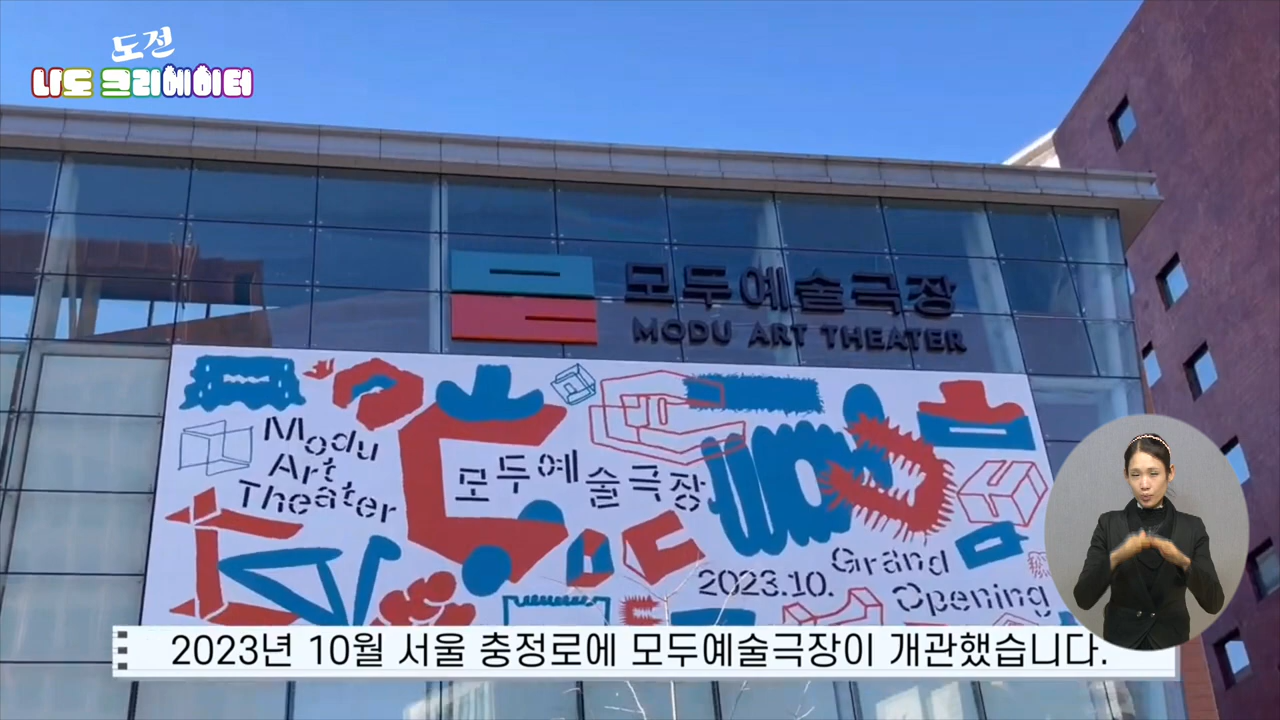 도전
나도 크리에이터
모두예술극장
MODU ART THEATER
Modu
Art
Theater
모두예술극장
2023.10.
Grand
Opening
2023년 10월 서울 충정로에 모두예술극장이 개관했습니다.